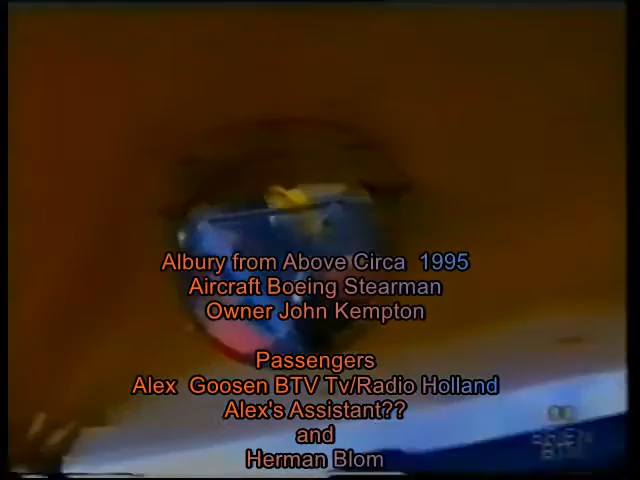 Albury from Above Circa 1995
Aircraft Boeing Stearman
Owner John Kempton
Passengers
Alex Goosen BTV Tv/Radio Holland
Alex's Assistant??
and
Herman Blom